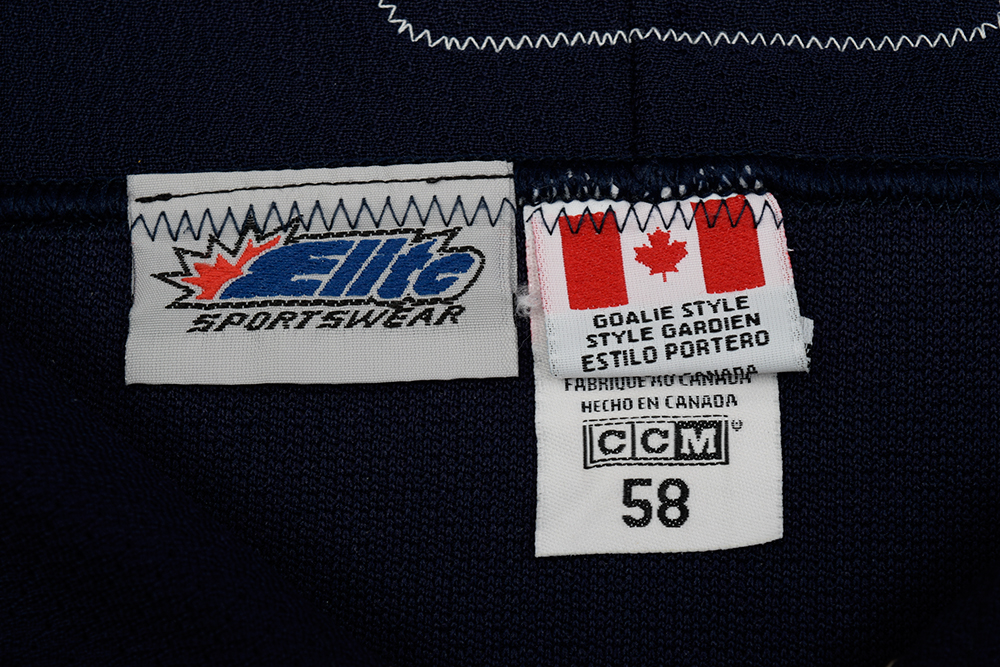 Elite
SPORTSWEAR
GOALIE STYLE
STYLE GARDIEN
ESTILO PORTERO
FABRIQUE AU CANADA
HECHO EN CANADA
CCM®
58